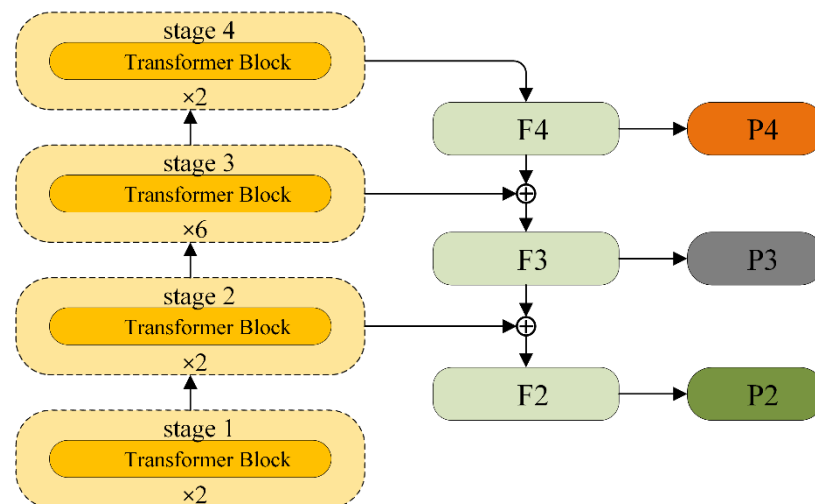 stage 4
Transformer Block
×2
F4
P4
stage 3
Transformer Block
×6
F3
P3
stage 2
Transformer Block
×2
F2
P2
stage 1
Transformer Block
×2